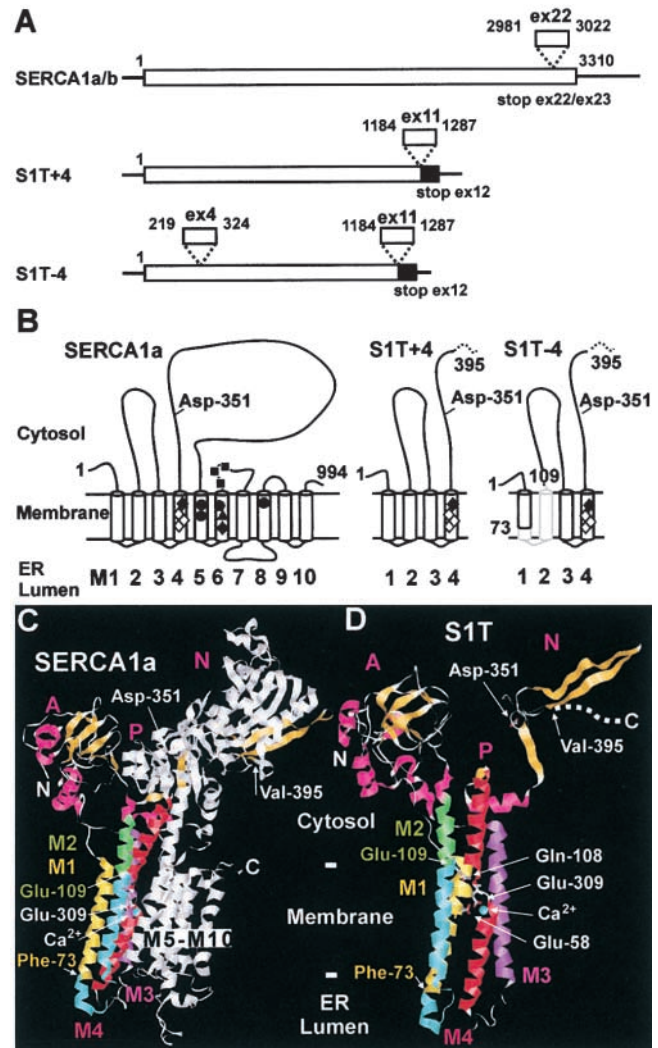 A
ex22
2981 3022
1 3310
SERCA1a/b
stop ex22/ex23
ex11
1184 1287
1
S1T+4
stop ex12
ex4 ex11
219 324 1184 1287
1
S1T-4
stop ex12
B
SERCA1a S1T+4 S1T-4
395 395
Asp-351 Asp-351 Asp-351
Cytosol
1 994 1 1 109
Membrane
73
ER
Lumen M1 2 3 4 5 6 7 8 9 10 1 2 3 4 1 2 3 4
C D
SERCA1a N S1T N
A Asp-351 A Asp-351
P C
N N P Val-395
Val-395
Cytosol
M2 M2
M1 C Glu-109 Gln-108
Glu-109 - M1 Glu-309
Glu-309 Membrane Ca2+
Ca2+ M5-M10 Glu-58
Phe-73 - Phe-73 M3
M3 ER
M4 Lumen M4